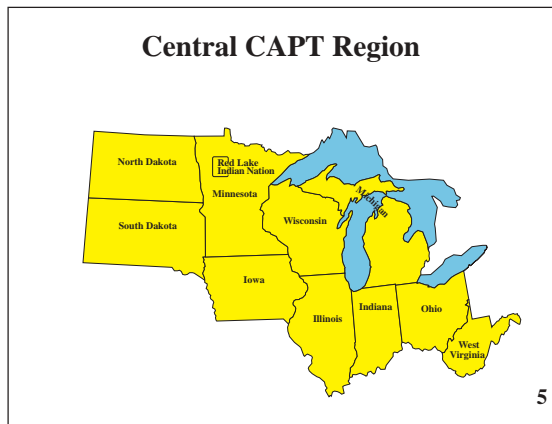 Central CAPT Region
North Dakota
Red Lake
Indian Nation
Minnesota
Michigan
South Dakota
Wisconsin
Iowa
Illinois
Indiana
Ohio
West
Virginia
5